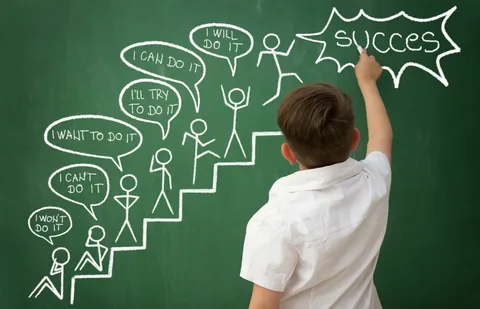 succes
I WILL
DO IT
I CAN DO IT
I'LL TRY
TO DO IT
I WANT TO DO IT
I CAN'T
DO IT
I WON'T
DO IT